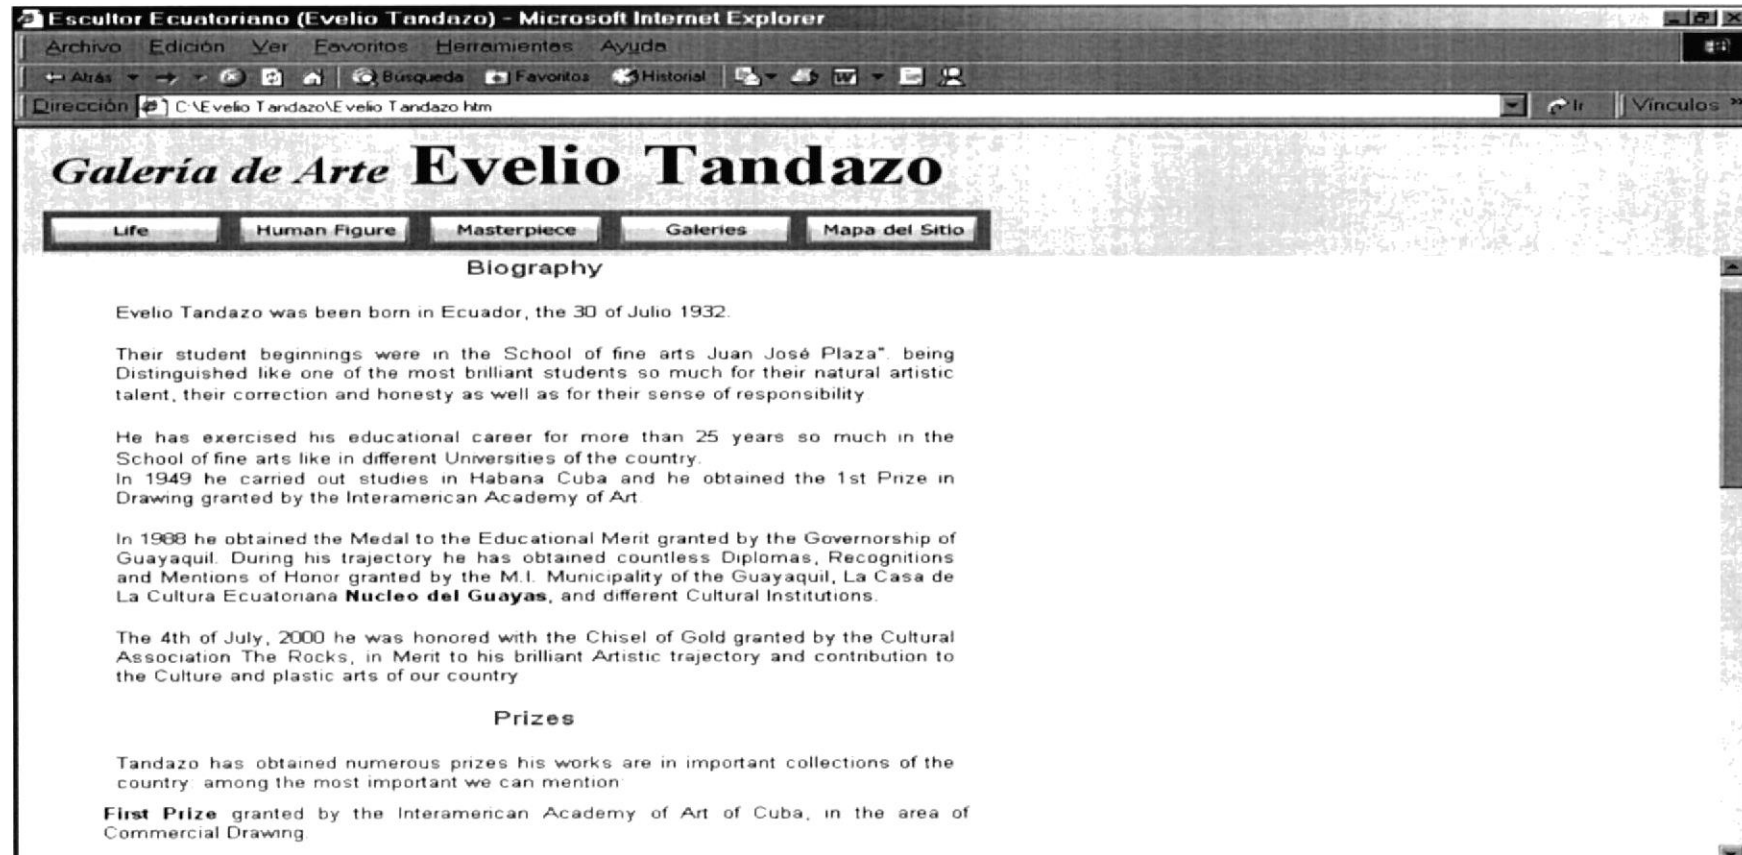 Escultor Ecuatoriano (Evelio Tandazo) - Microsoft Internet Explorer
Archivo Edición Ver Favoritos Herramientas Ayuda
Atrás Búsqueda Favoritos Historial
Dirección C:\Evelio Tandazo\Evelio Tandazo.htm Ir Vínculos »
Galería de Arte Evelio Tandazo
Life Human Figure Masterpiece Galeries Mapa del Sitio
Biography
Evelio Tandazo was been born in Ecuador, the 30 of Julio 1932.
Their student beginnings were in the School of fine arts Juan José Plaza". being
Distinguished like one of the most brilliant students so much for their natural artistic
talent, their correction and honesty as well as for their sense of responsibility
He has exercised his educational career for more than 25 years so much in the
School of fine arts like in different Universities of the country.
In 1949 he carried out studies in Habana Cuba and he obtained the 1st Prize in
Drawing granted by the Interamerican Academy of Art.
In 1988 he obtained the Medal to the Educational Merit granted by the Governorship of
Guayaquil. During his trajectory he has obtained countless Diplomas, Recognitions
and Mentions of Honor granted by the M.I. Municipality of the Guayaquil, La Casa de
La Cultura Ecuatoriana Nucleo del Guayas, and different Cultural Institutions.
The 4th of July, 2000 he was honored with the Chisel of Gold granted by the Cultural
Association The Rocks, in Merit to his brilliant Artistic trajectory and contribution to
the Culture and plastic arts of our country
Prizes
Tandazo has obtained numerous prizes his works are in important collections of the
country: among the most important we can mention:
First Prize granted by the Interamerican Academy of Art of Cuba, in the area of
Commercial Drawing.